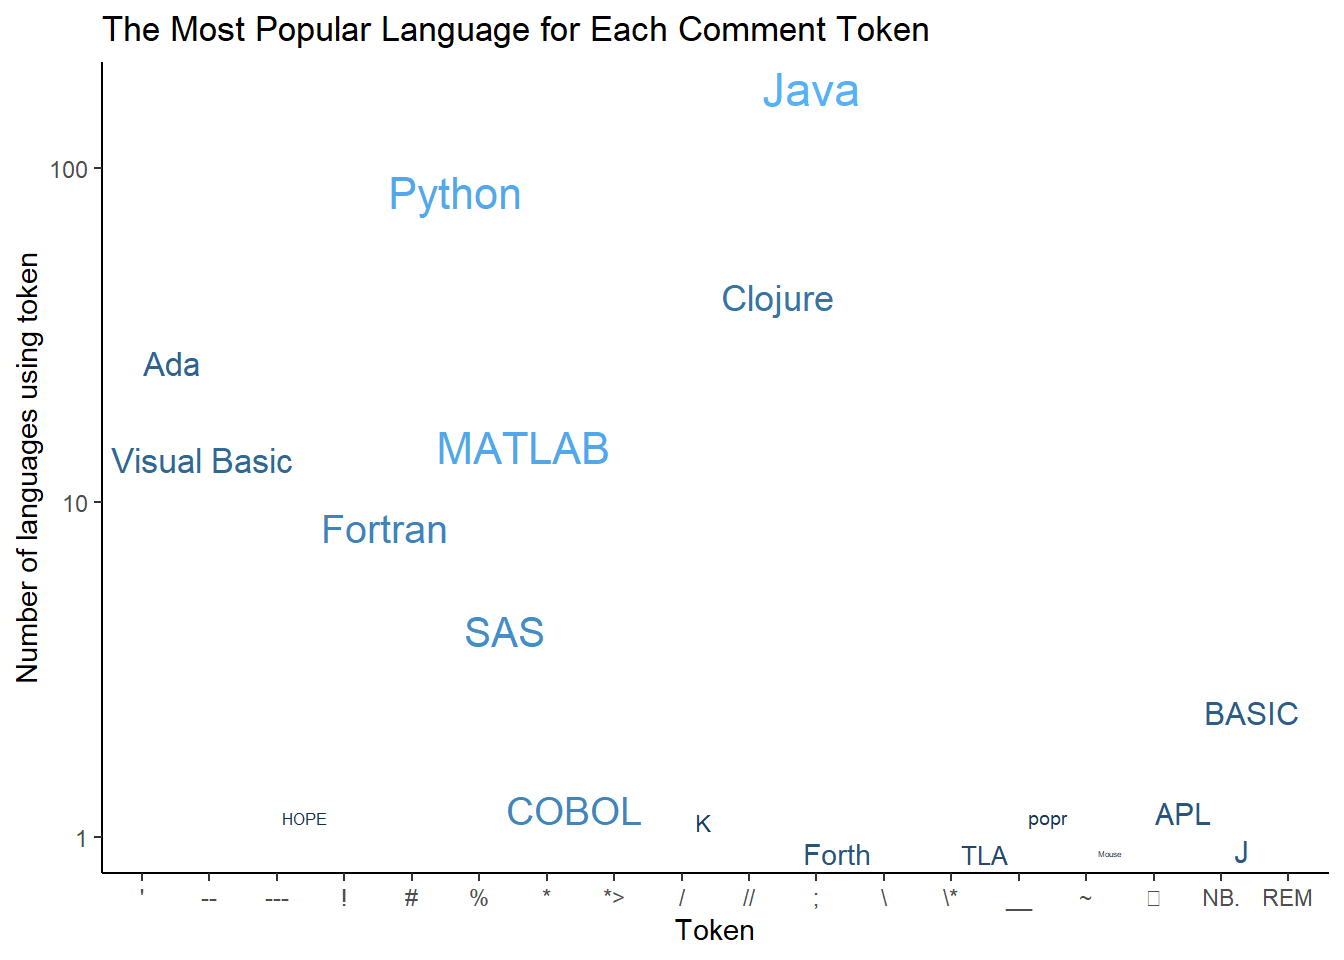 The Most Popular Language for Each Comment Token
Java
100
Python
Clojure
Ada
MATLAB
Visual Basic
10
Fortran
SAS
BASIC
HOPE
COBOL
K
popr
APL
1
Forth
TLA
Mouse
J
Number of languages using token
' -- --- ! # % * *> / // ; \ \* __ ~ NB. REM
Token